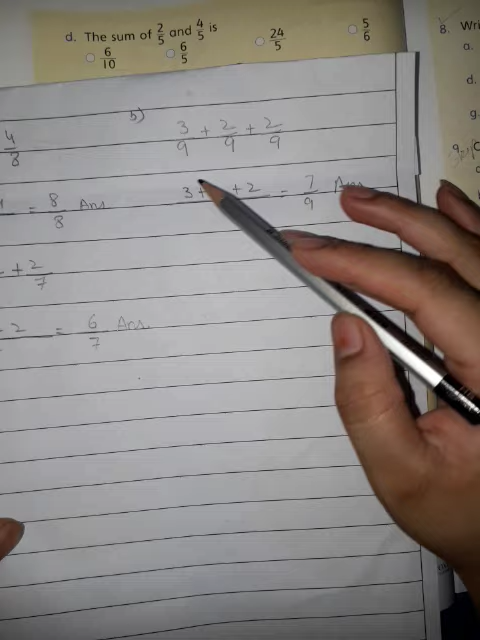 d. The sum of 2/5 and 4/5 is
6/10 6/5 24/5 5/6
8. Wri
a.
d.
g.
9.
b)
4/8
3/9 + 2/9 + 2/9
= 8/8 Ans
3 + + 2 = 7/9 Ans
+ 2/7
2 = 6/7 Ans.